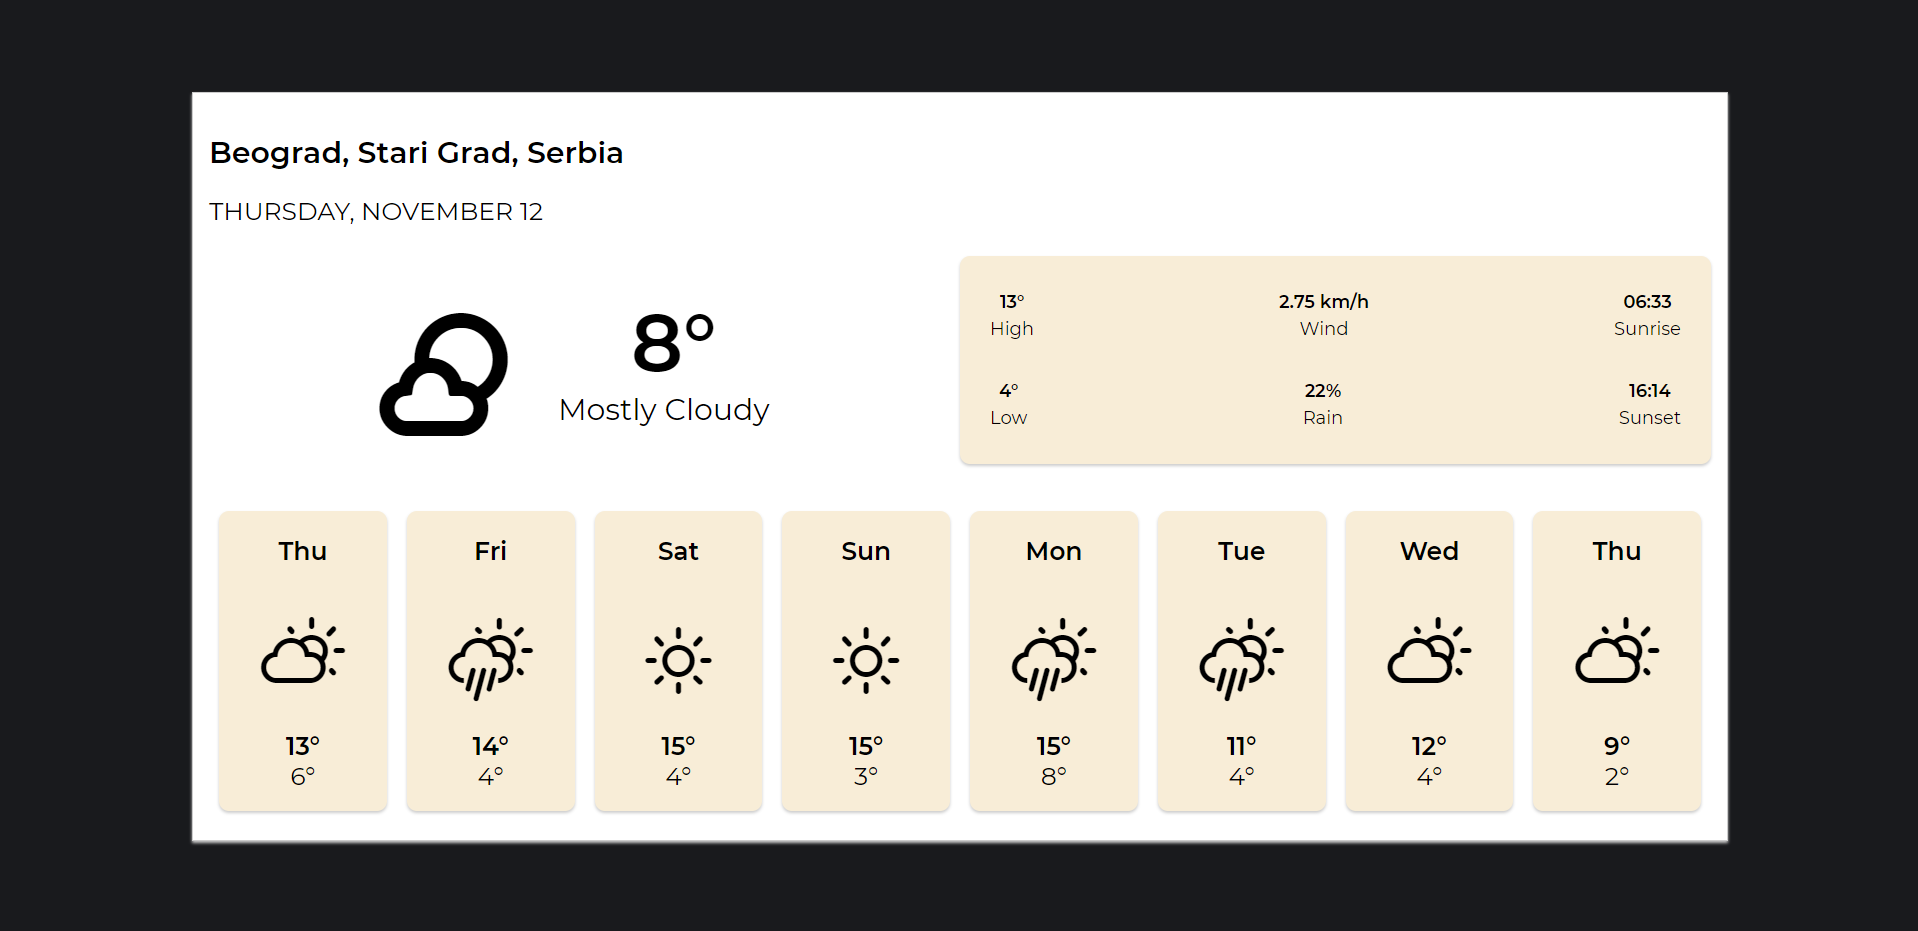 Beograd, Stari Grad, Serbia
THURSDAY, NOVEMBER 12
8°
Mostly Cloudy
13° 2.75 km/h 06:33
High Wind Sunrise
4° 22% 16:14
Low Rain Sunset
Thu Fri Sat Sun Mon Tue Wed Thu
13° 14° 15° 15° 15° 11° 12° 9°
6° 4° 4° 3° 8° 4° 4° 2°